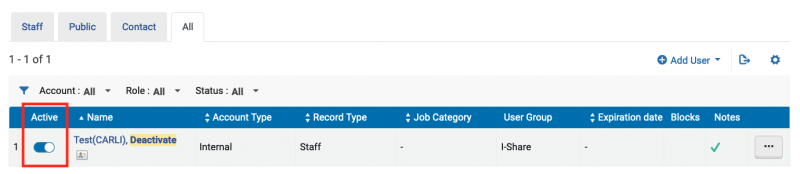 Staff Public Contact All
1 - 1 of 1 Add User
Account : All Role : All Status : All
Active Name Account Type Record Type Job Category User Group Expiration date Blocks Notes
1 Test(CARLI), Deactivate Internal Staff - I-Share -